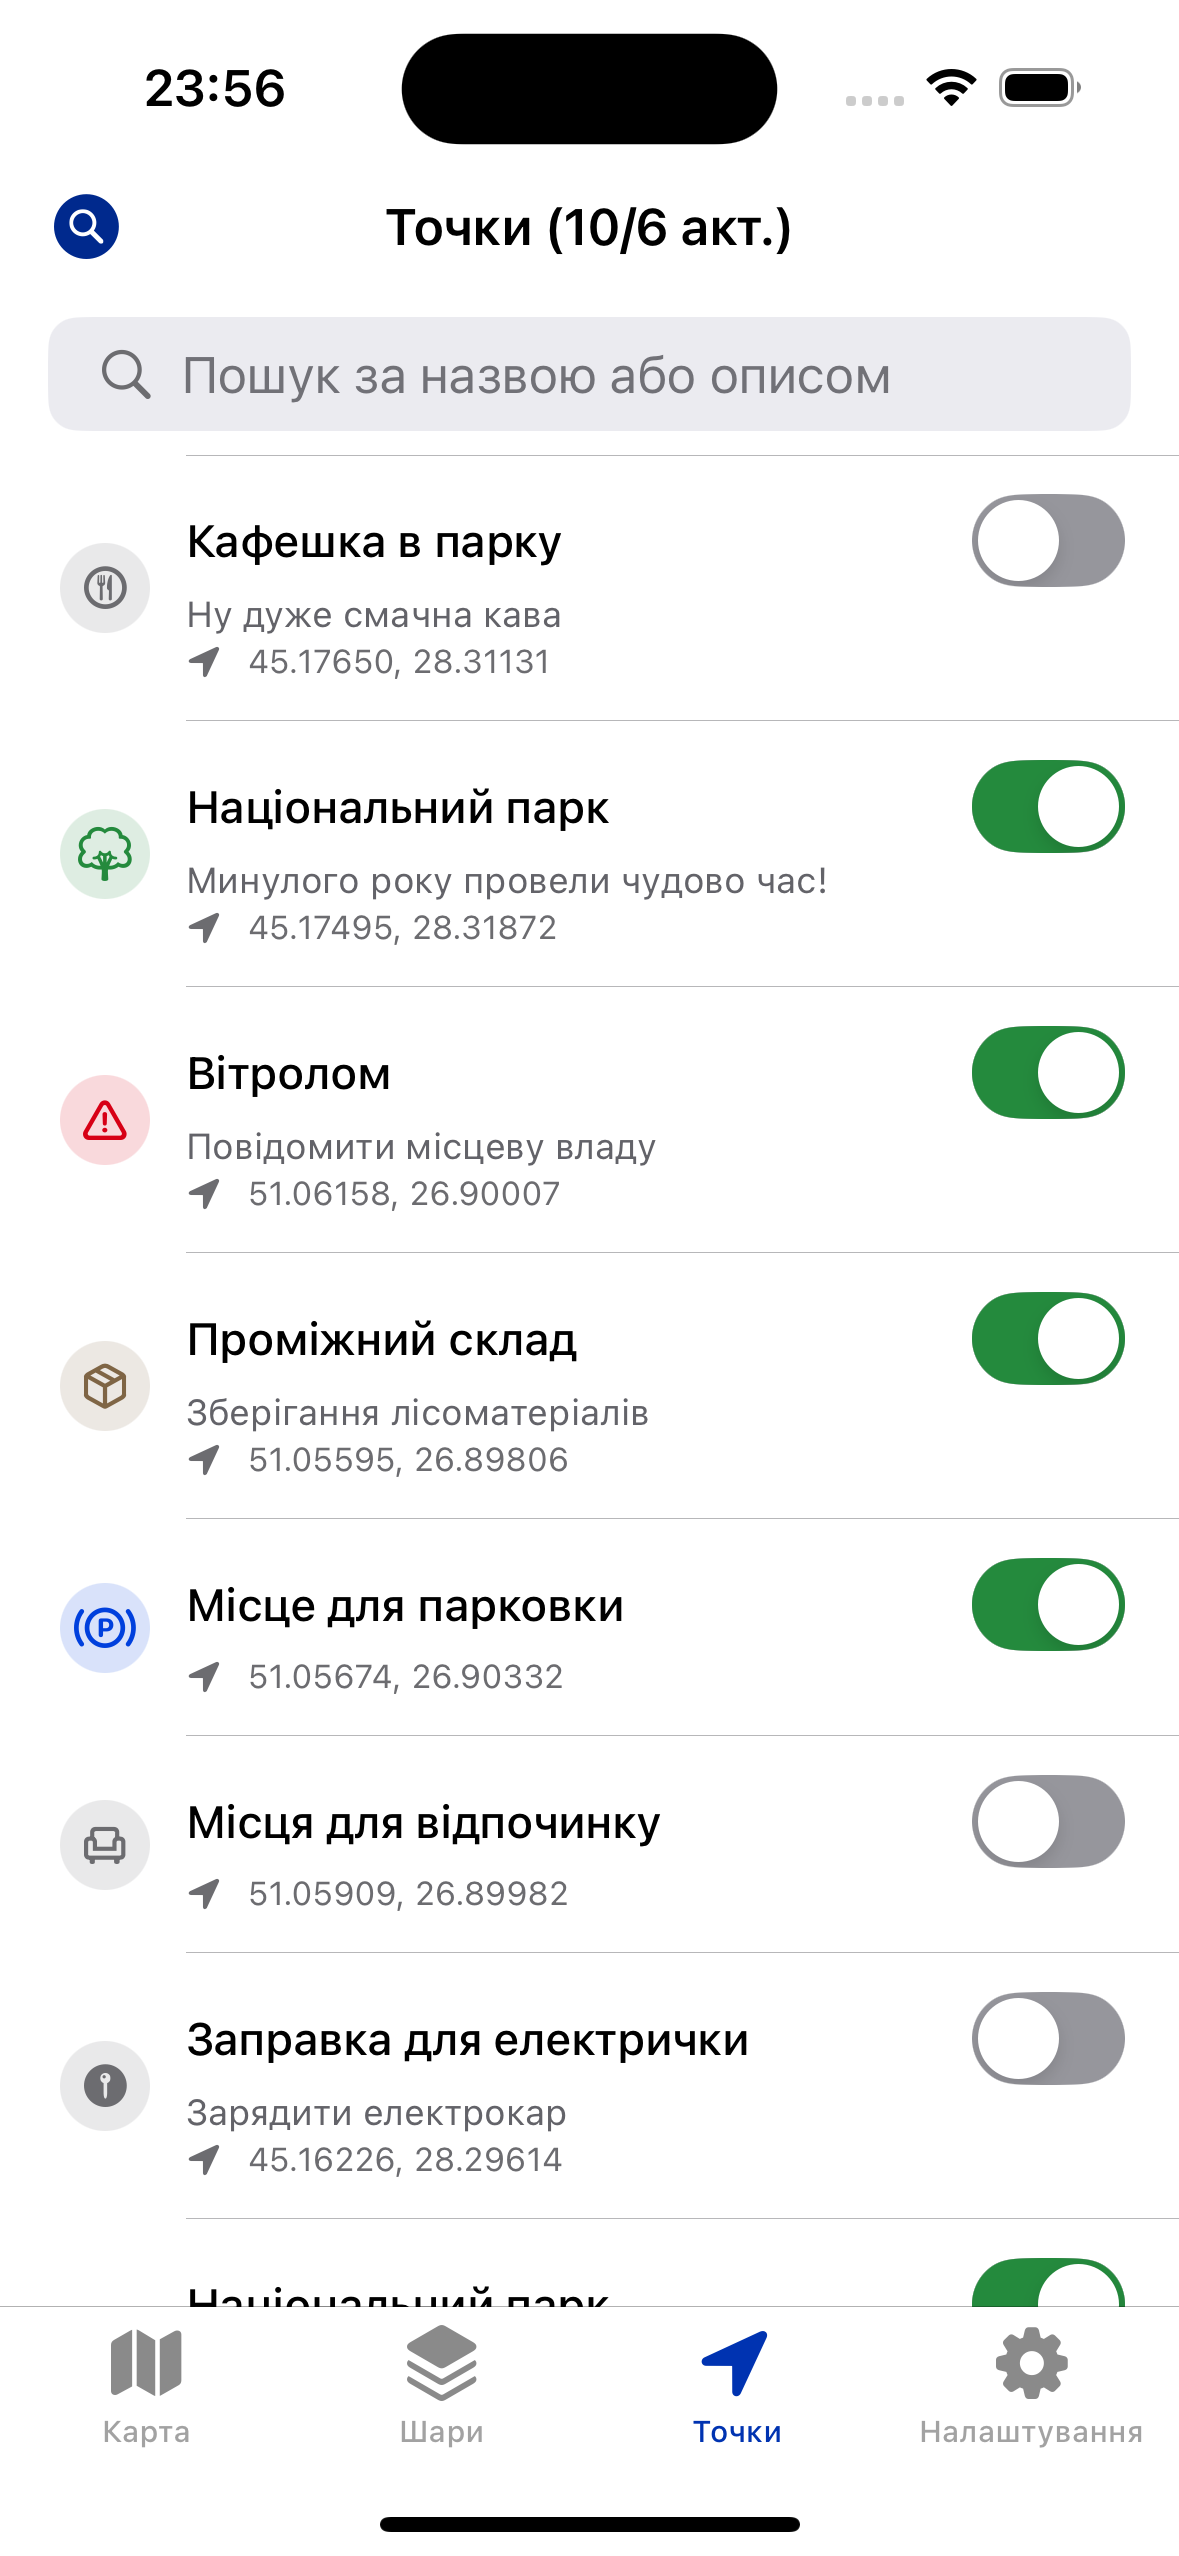 23:56
Точки (10/6 акт.)
Пошук за назвою або описом
Кафешка в парку
Ну дуже смачна кава
45.17650, 28.31131
Національний парк
Минулого року провели чудово час!
45.17495, 28.31872
Вітролом
Повідомити місцеву владу
51.06158, 26.90007
Проміжний склад
Зберігання лісоматеріалів
51.05595, 26.89806
Місце для парковки
P
51.05674, 26.90332
Місця для відпочинку
51.05909, 26.89982
Заправка для електрички
Зарядити електрокар
45.16226, 28.29614
Національний парк
Карта
Шари
Точки
Налаштування